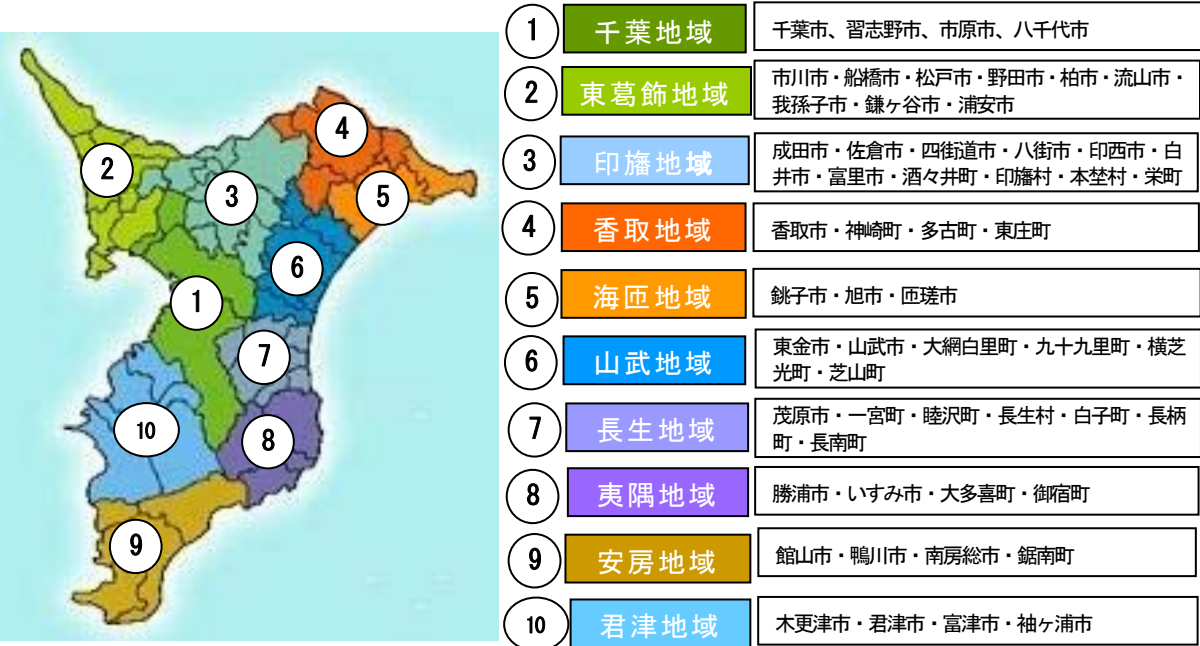 1
千葉地域
千葉市、習志野市、市原市、八千代市
2
東葛飾地域
市川市・船橋市・松戸市・野田市・柏市・流山市・
我孫子市・鎌ヶ谷市・浦安市
3
印旛地域
成田市・佐倉市・四街道市・八街市・印西市・白
井市・富里市・酒々井町・印旛村・本埜村・栄町
4
香取地域
香取市・神崎町・多古町・東庄町
5
海匝地域
銚子市・旭市・匝瑳市
6
山武地域
東金市・山武市・大網白里町・九十九里町・横芝
光町・芝山町
7
長生地域
茂原市・一宮町・睦沢町・長生村・白子町・長柄
町・長南町
8
夷隅地域
勝浦市・いすみ市・大多喜町・御宿町
9
安房地域
館山市・鴨川市・南房総市・鋸南町
10
君津地域
木更津市・君津市・富津市・袖ヶ浦市
4
2
3
5
6
1
7
10
8
9